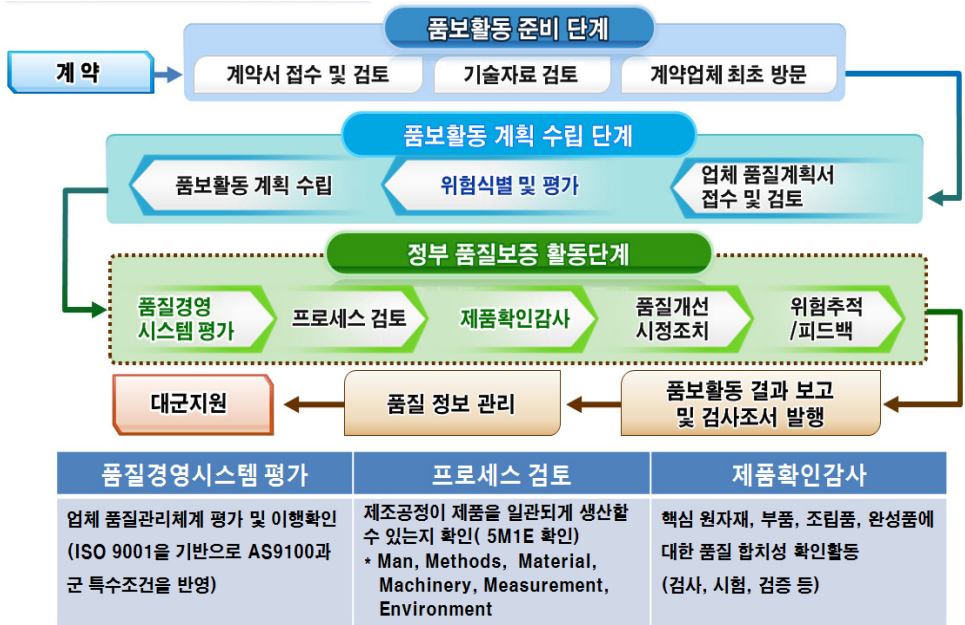 품보활동 준비 단계
계 약
계약서 접수 및 검토
기술자료 검토
계약업체 최초 방문
품보활동 계획 수립 단계
품보활동 계획 수립
위험식별 및 평가
업체 품질계획서
접수 및 검토
정부 품질보증 활동단계
품질경영
시스템 평가
프로세스 검토
제품확인감사
품질개선
시정조치
위험추적
/피드백
대군지원
품질 정보 관리
품보활동 결과 보고
및 검사조서 발행
품질경영시스템 평가
프로세스 검토
제품확인감사
업체 품질관리체계 평가 및 이행확인
(ISO 9001을 기반으로 AS9100과
군 특수조건을 반영)
제조공정이 제품을 일관되게 생산할
수 있는지 확인( 5M1E 확인)
* Man, Methods, Material,
Machinery, Measurement,
Environment
핵심 원자재, 부품, 조립품, 완성품에
대한 품질 합치성 확인활동
(검사, 시험, 검증 등)